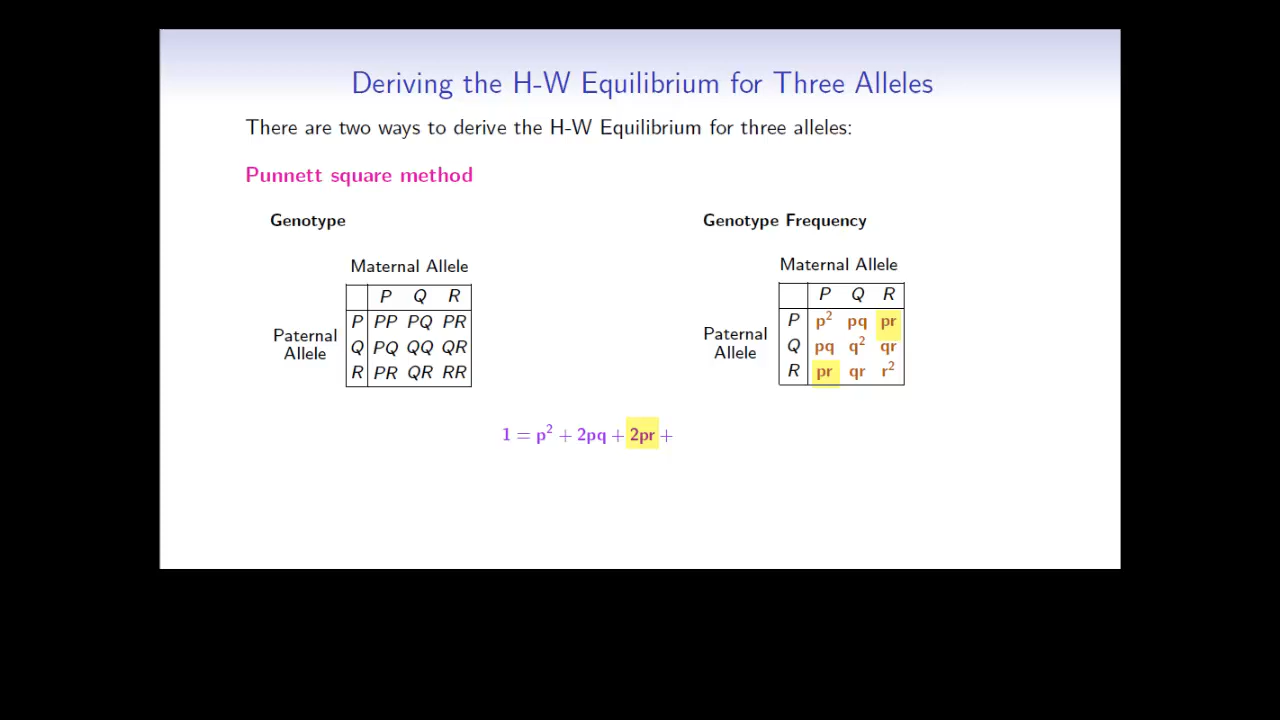 Deriving the H-W Equilibrium for Three Alleles
There are two ways to derive the H-W Equilibrium for three alleles:
Punnett square method
Genotype
Maternal Allele
Paternal Allele
P Q R
P PP PQ PR
Q PQ QQ QR
R PR QR RR
Genotype Frequency
Maternal Allele
Paternal Allele
P Q R
P p² pq pr
Q pq q² qr
R pr qr r²
1 = p² + 2pq + 2pr +